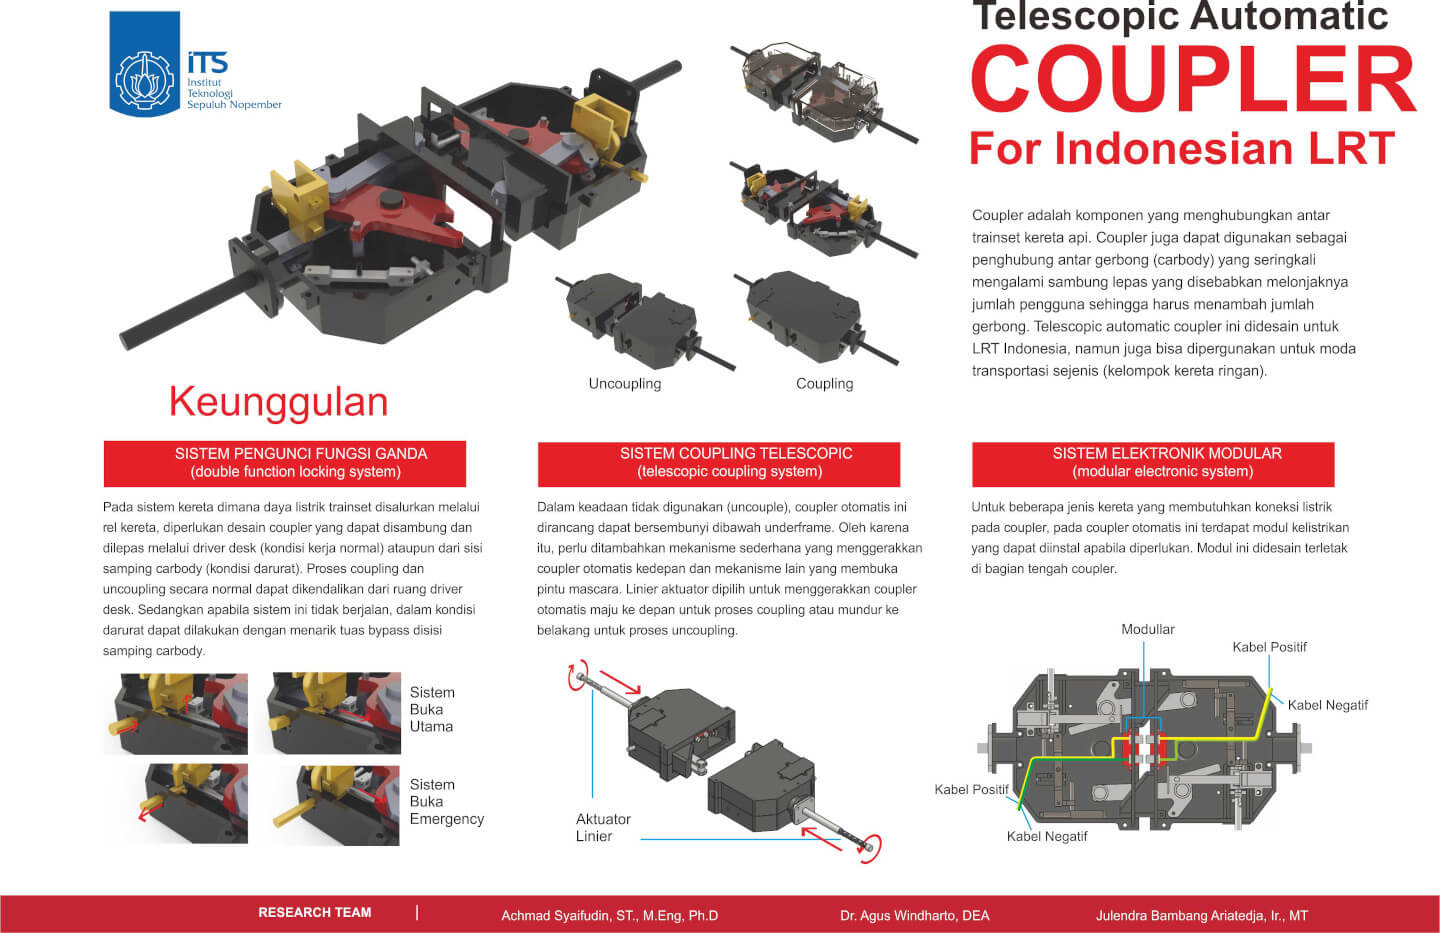 iTS
Institut
Teknologi
Sepuluh Nopember
Telescopic Automatic
COUPLER
For Indonesian LRT
Coupler adalah komponen yang menghubungkan antar
trainset kereta api. Coupler juga dapat digunakan sebagai
penghubung antar gerbong (carbody) yang seringkali
mengalami sambung lepas yang disebabkan melonjaknya
jumlah pengguna sehingga harus menambah jumlah
gerbong. Telescopic automatic coupler ini didesain untuk
LRT Indonesia, namun juga bisa dipergunakan untuk moda
transportasi sejenis (kelompok kereta ringan).
Uncoupling
Coupling
Keunggulan
SISTEM PENGUNCI FUNGSI GANDA
(double function locking system)
Pada sistem kereta dimana daya listrik trainset disalurkan melalui
rel kereta, diperlukan desain coupler yang dapat disambung dan
dilepas melalui driver desk (kondisi kerja normal) ataupun dari sisi
samping carbody (kondisi darurat). Proses coupling dan
uncoupling secara normal dapat dikendalikan dari ruang driver
desk. Sedangkan apabila sistem ini tidak berjalan, dalam kondisi
darurat dapat dilakukan dengan menarik tuas bypass disisi
samping carbody.
Sistem
Buka
Utama
Sistem
Buka
Emergency
SISTEM COUPLING TELESCOPIC
(telescopic coupling system)
Dalam keadaan tidak digunakan (uncouple), coupler otomatis ini
dirancang dapat bersembunyi dibawah underframe. Oleh karena
itu, perlu ditambahkan mekanisme sederhana yang menggerakkan
coupler otomatis kedepan dan mekanisme lain yang membuka
pintu mascara. Linier aktuator dipilih untuk menggerakkan coupler
otomatis maju ke depan untuk proses coupling atau mundur ke
belakang untuk proses uncoupling.
Aktuator
Linier
SISTEM ELEKTRONIK MODULAR
(modular electronic system)
Untuk beberapa jenis kereta yang membutuhkan koneksi listrik
pada coupler, pada coupler otomatis ini terdapat modul kelistrikan
yang dapat diinstal apabila diperlukan. Modul ini didesain terletak
di bagian tengah coupler.
Modullar
Kabel Positif
Kabel Negatif
Kabel Positif
Kabel Negatif
RESEARCH TEAM |
Achmad Syaifudin, ST., M.Eng, Ph.D
Dr. Agus Windharto, DEA
Julendra Bambang Ariatedja, Ir., MT